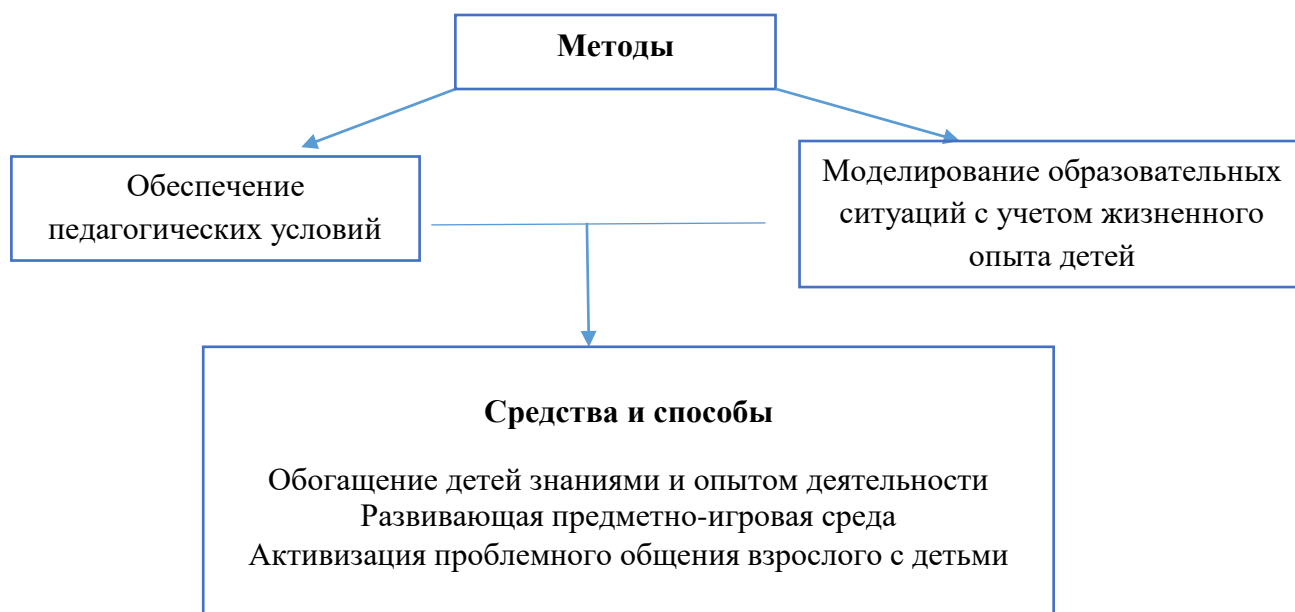 Методы
Обеспечение
педагогических условий
Моделирование образовательных
ситуаций с учетом жизненного
опыта детей
Средства и способы
Обогащение детей знаниями и опытом деятельности
Развивающая предметно-игровая среда
Активизация проблемного общения взрослого с детьми